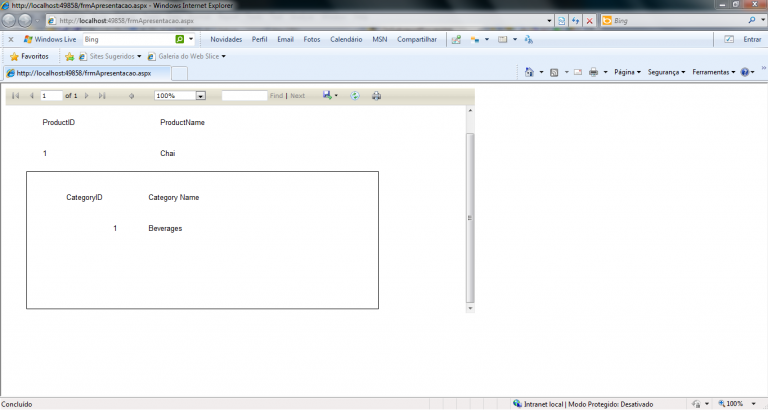 http://localhost:49858/frmApresentacao.aspx - Windows Internet Explorer
http://localhost:49858/frmApresentacao.aspx Bing
x Windows Live Bing Novidades Perfil Email Fotos Calendário MSN Compartilhar Entrar
Favoritos Sites Sugeridos Galeria do Web Slice
http://localhost:49858/frmApresentacao.aspx Página Segurança Ferramentas »
1 of 1 100% Find | Next
ProductID ProductName
1 Chai
CategoryID Category Name
1 Beverages
Concluído Intranet local | Modo Protegido: Desativado 100%